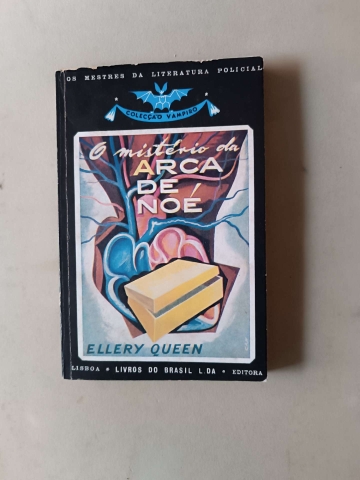 OS MESTRES DA LITERATURA POLICIAL
COLECÇÃO VAMPIRO
O mistério da
ARCA
DE
NOÉ
ELLERY QUEEN
LISBOA * LIVROS DO BRASIL L.DA * EDITORA